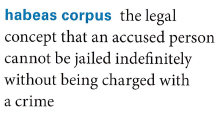 habeas corpus the legal
concept that an accused person
cannot be jailed indefinitely
without being charged with
a crime